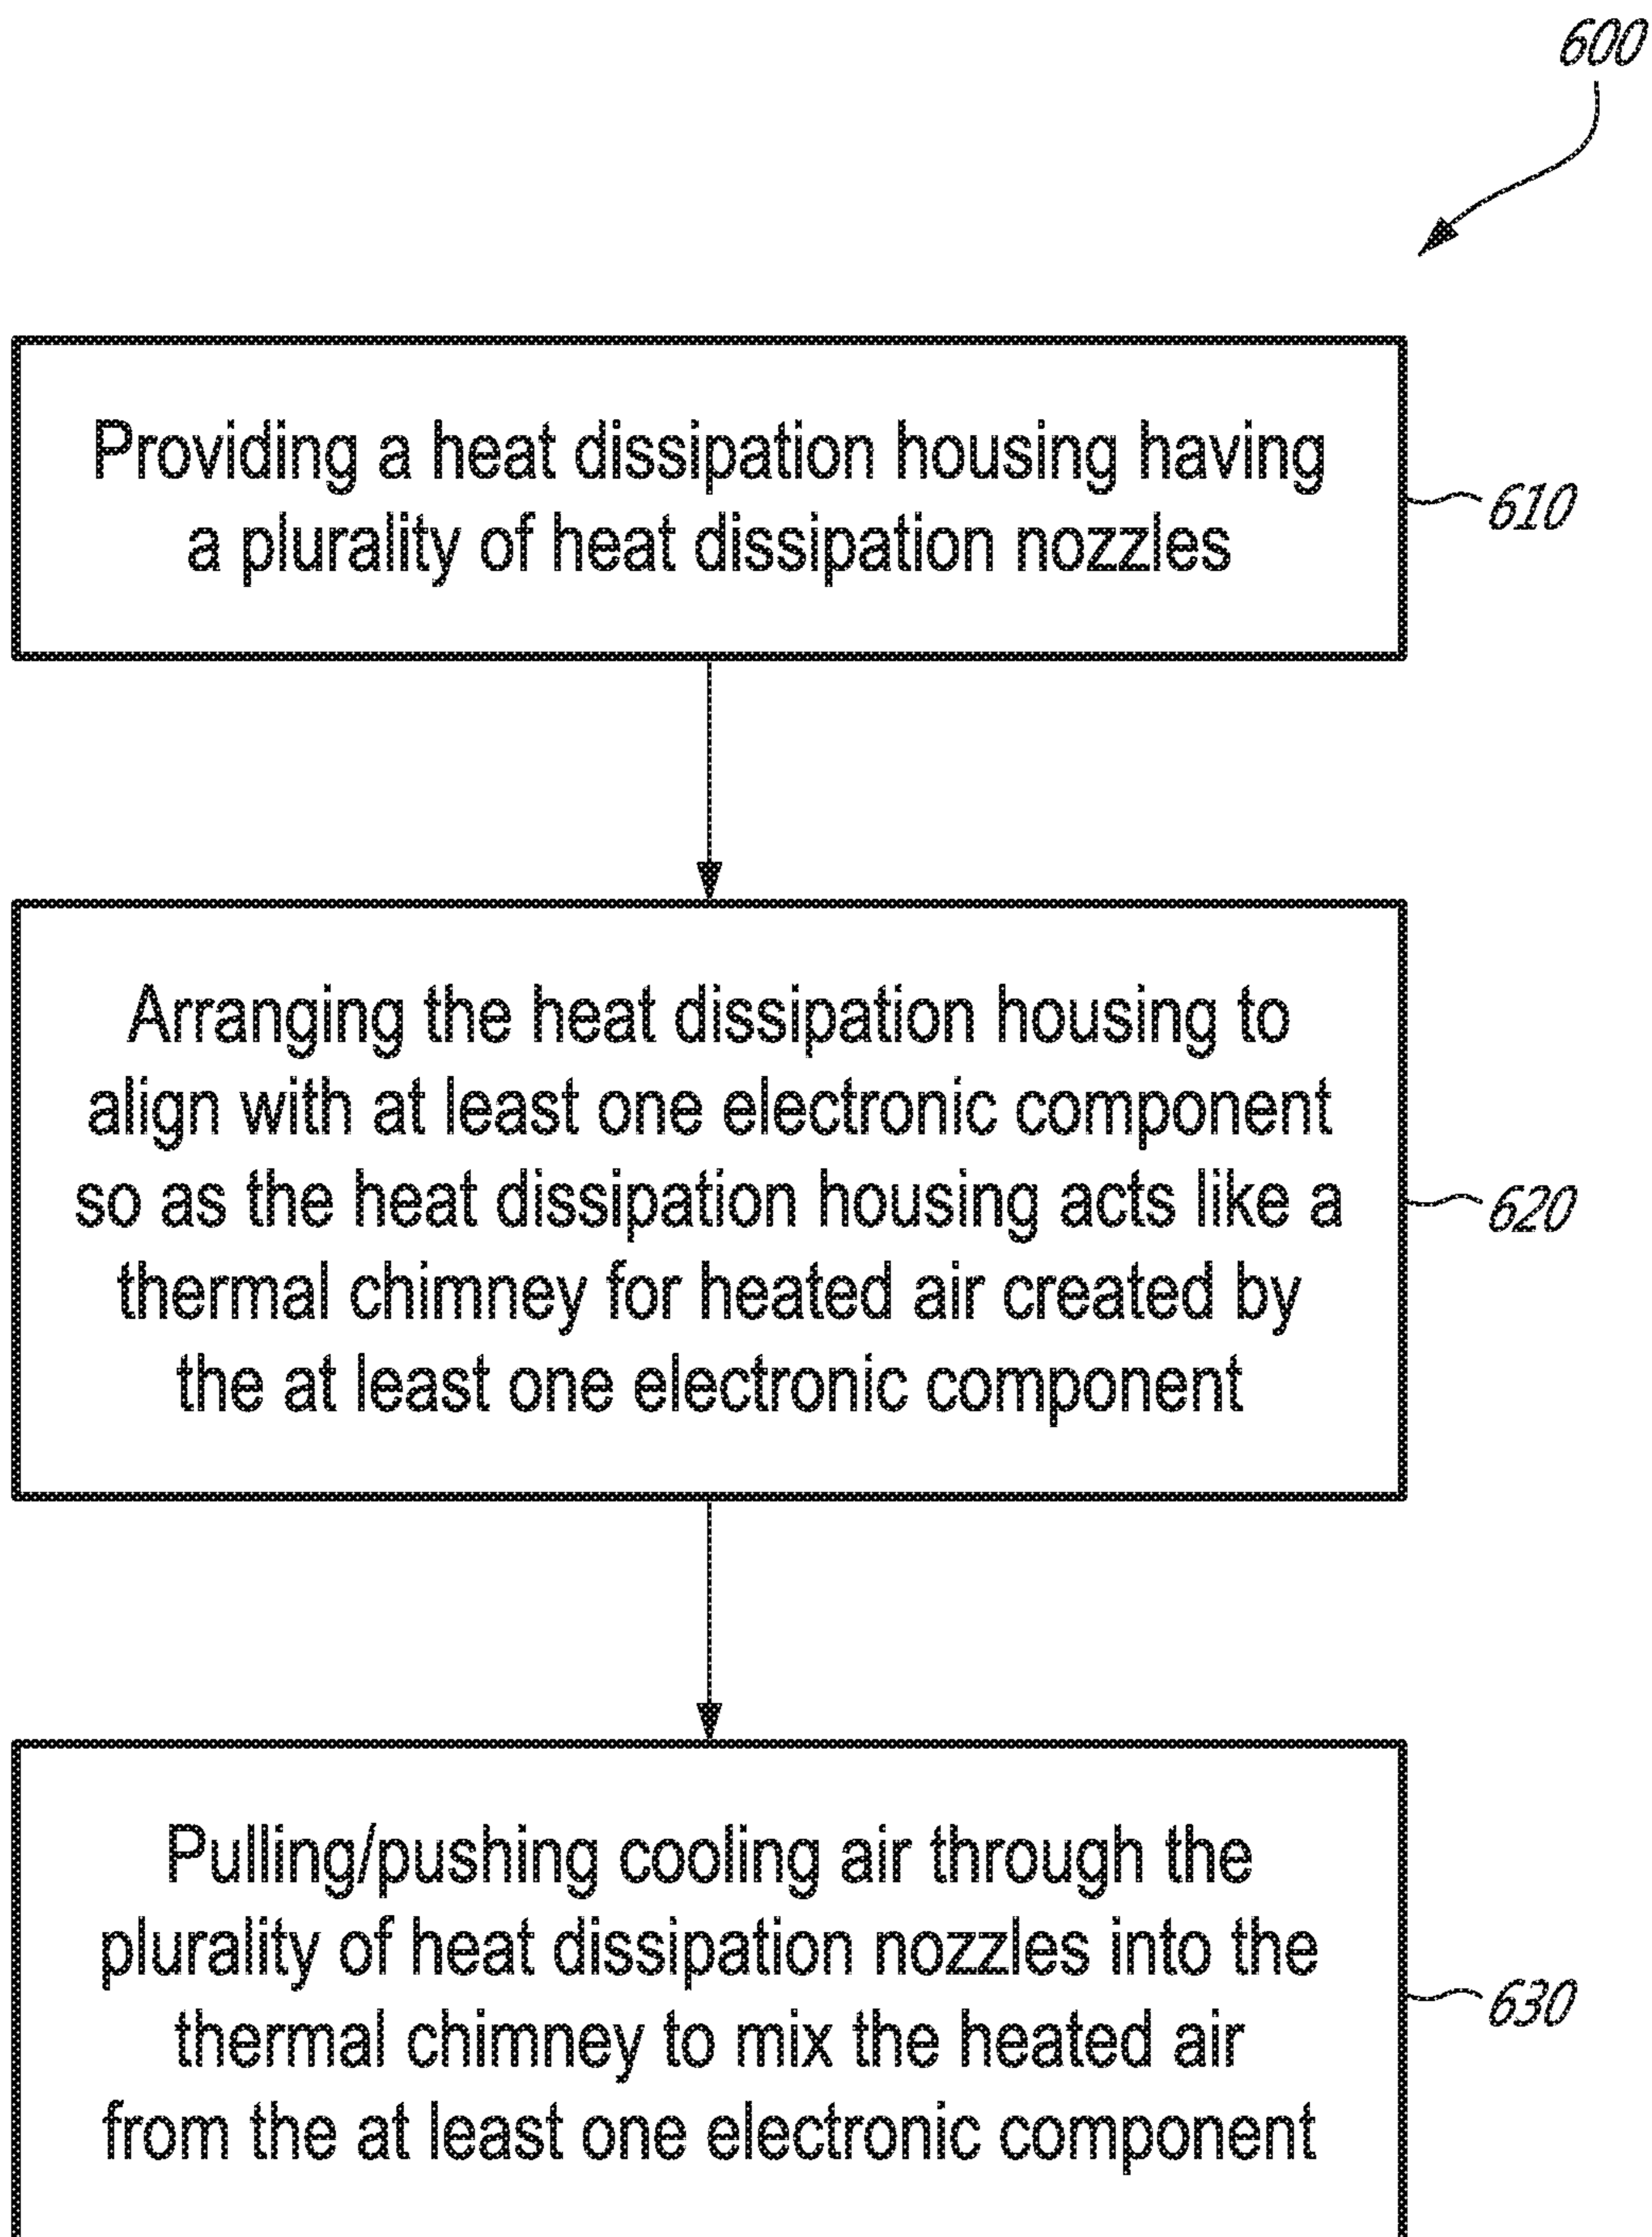 600
Providing a heat dissipation housing having
a plurality of heat dissipation nozzles
610
Arranging the heat dissipation housing to
align with at least one electronic component
so as the heat dissipation housing acts like a
thermal chimney for heated air created by
the at least one electronic component
620
Pulling/pushing cooling air through the
plurality of heat dissipation nozzles into the
thermal chimney to mix the heated air
from the at least one electronic component
630